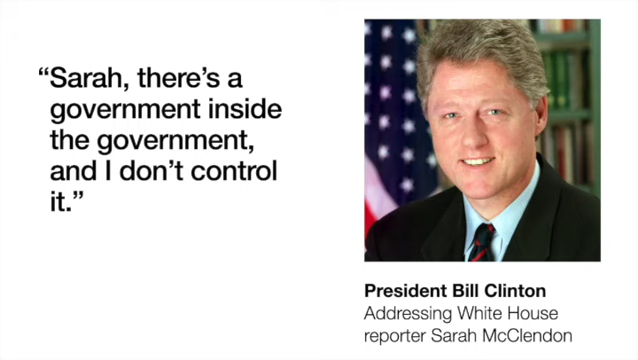 “Sarah, there’s a
government inside
the government,
and I don’t control
it.”
President Bill Clinton
Addressing White House
reporter Sarah McClendon